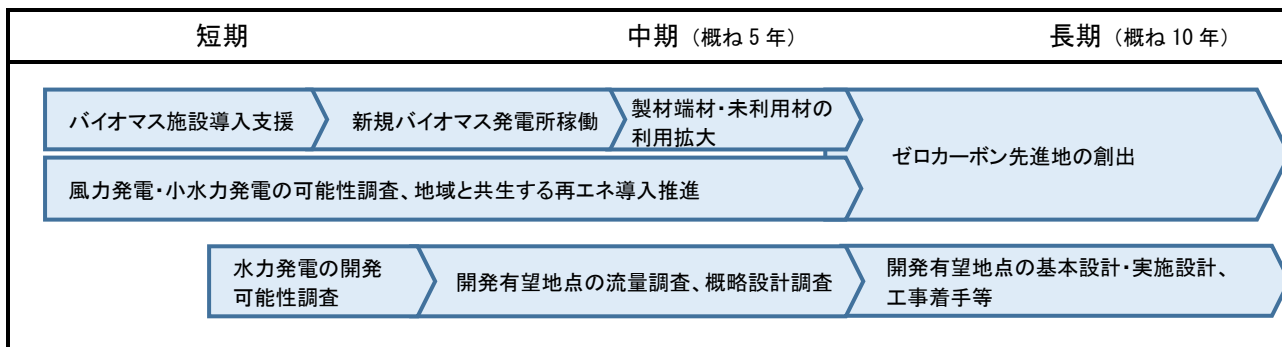 短期
中期（概ね5年）
長期（概ね10年）
バイオマス施設導入支援
新規バイオマス発電所稼働
製材端材・未利用材の
利用拡大
ゼロカーボン先進地の創出
風力発電・小水力発電の可能性調査、地域と共生する再エネ導入推進
水力発電の開発
可能性調査
開発有望地点の流量調査、概略設計調査
開発有望地点の基本設計・実施設計、
工事着手等